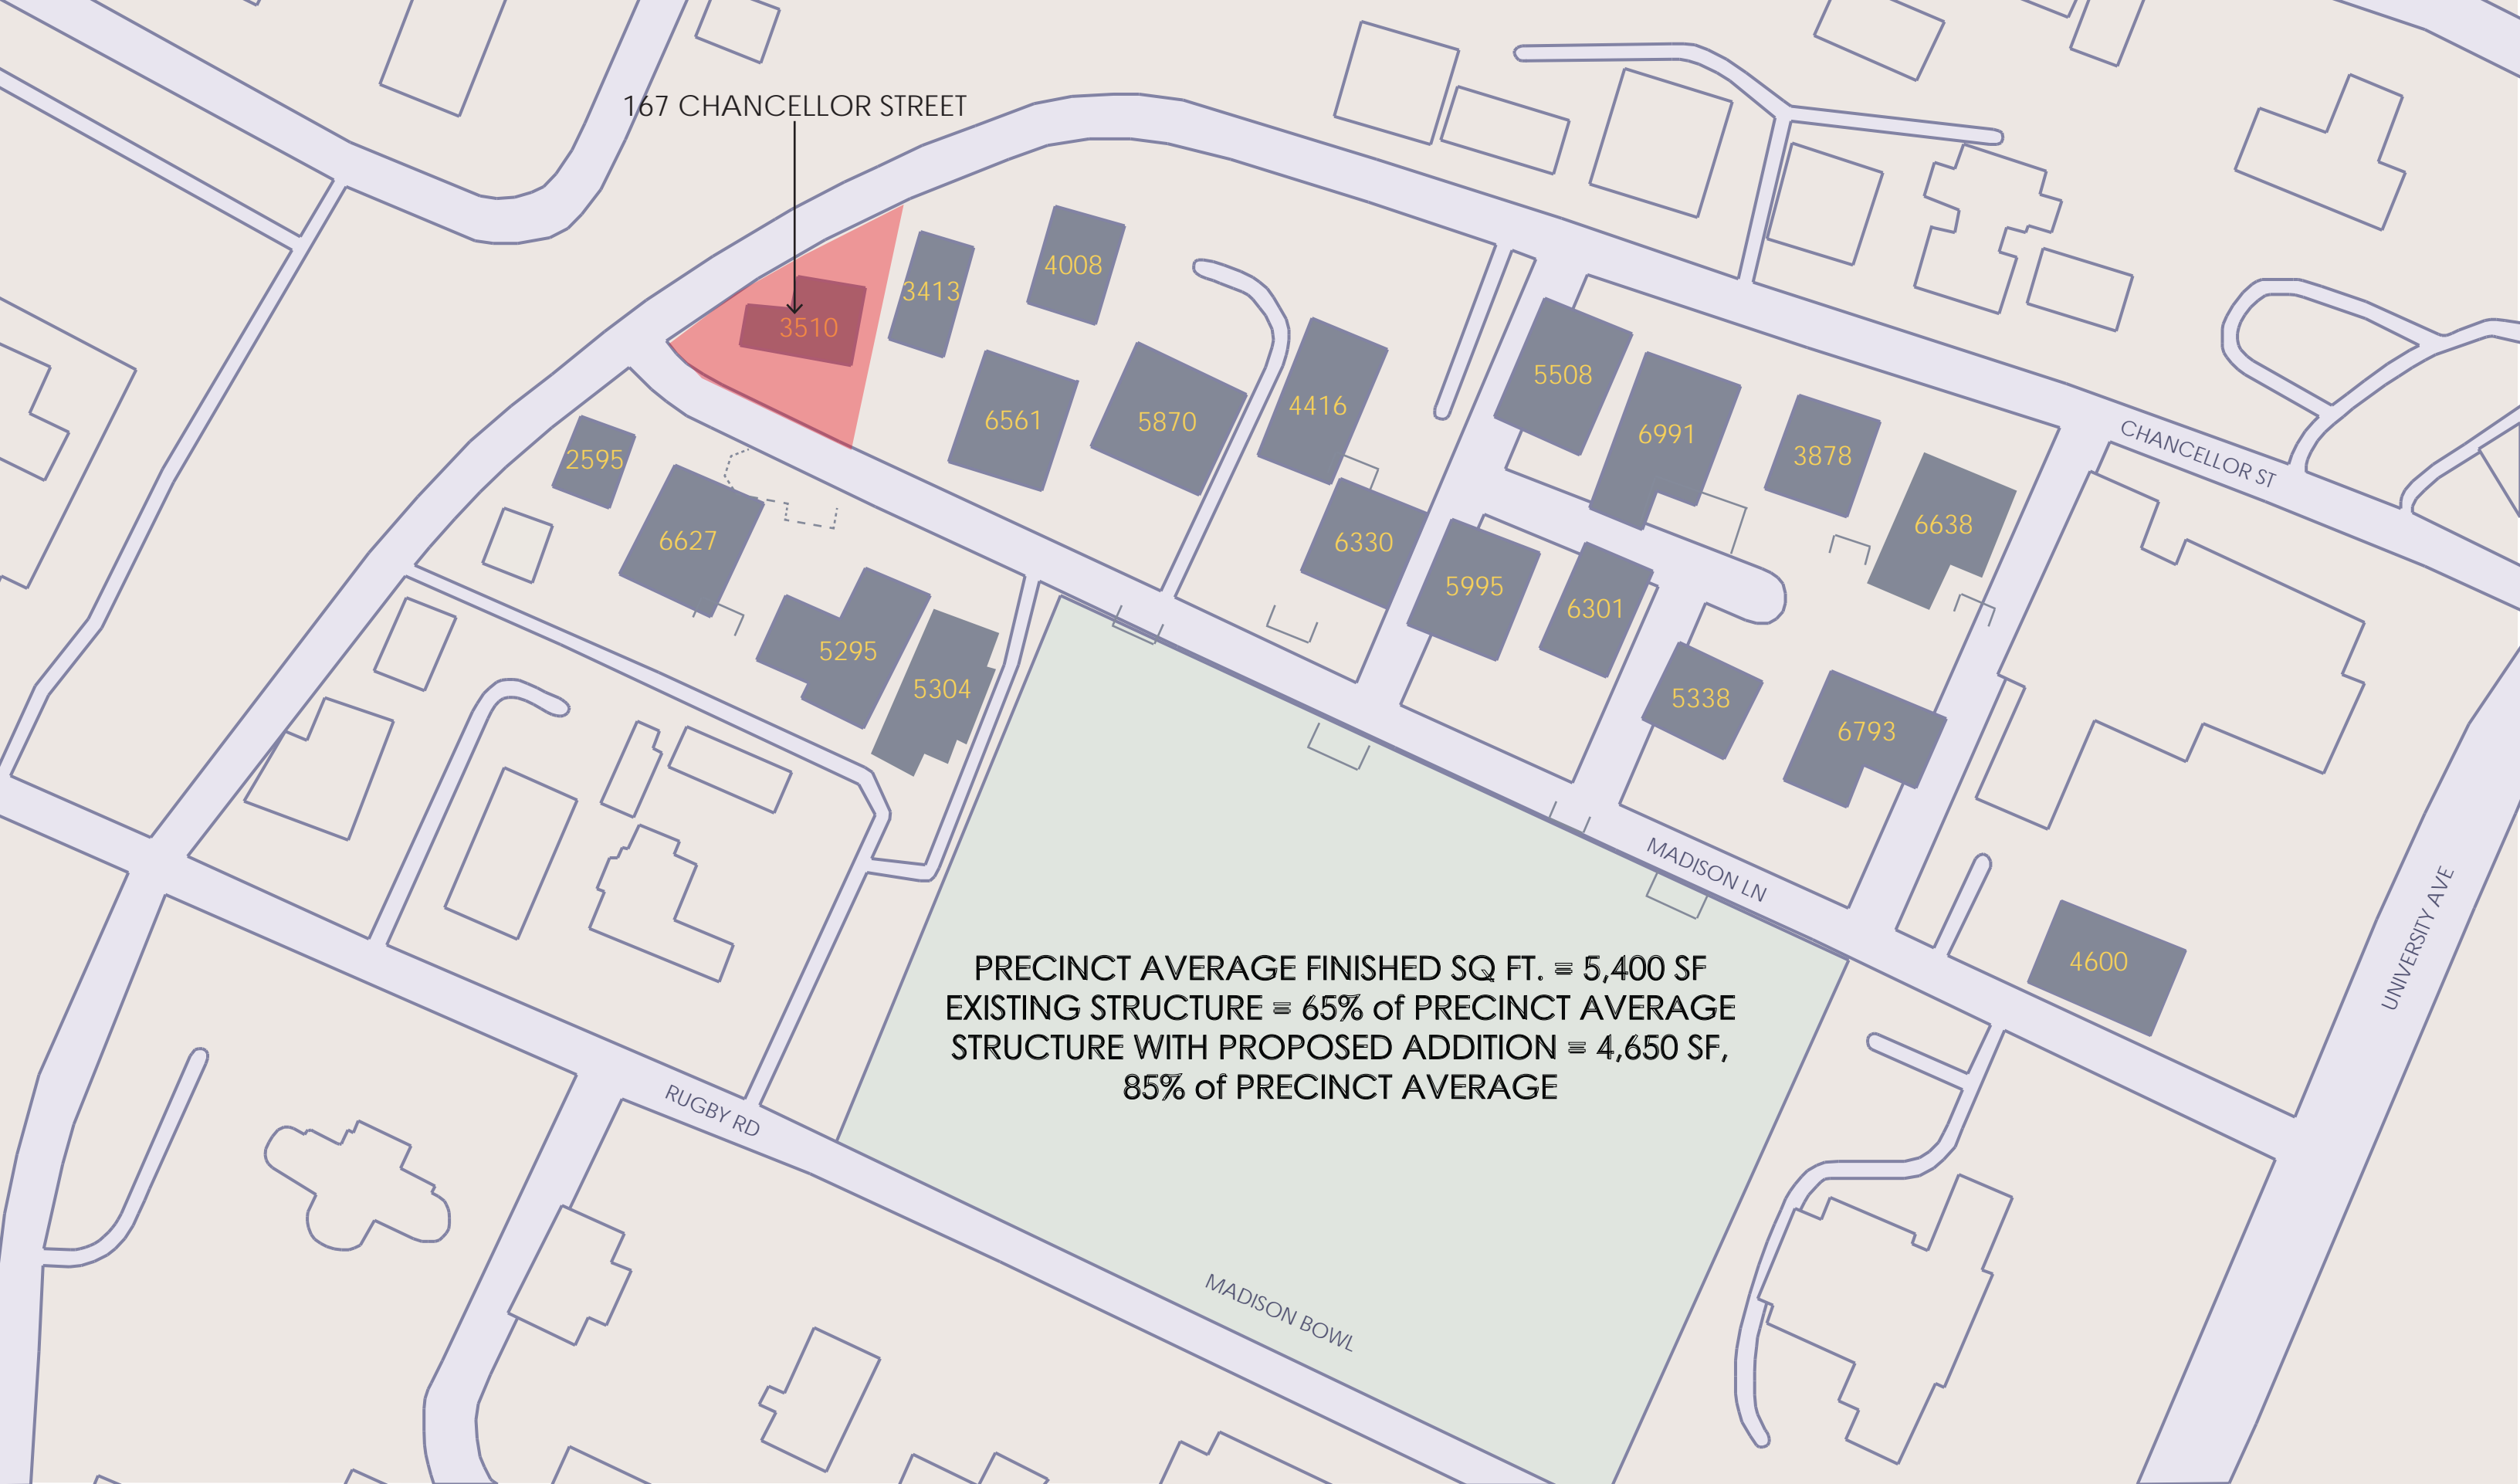 167 CHANCELLOR STREET
4008
3413
3510
5508
4416
6561
5870
6991
CHANCELLOR ST
3878
2595
6638
6627
6330
5995
6301
5295
5304
5338
6793
MADISON LN
UNIVERSITY AVE
4600
PRECINCT AVERAGE FINISHED SQ FT. = 5,400 SF
EXISTING STRUCTURE = 65% of PRECINCT AVERAGE
STRUCTURE WITH PROPOSED ADDITION = 4,650 SF,
85% of PRECINCT AVERAGE
RUGBY RD
MADISON BOWL